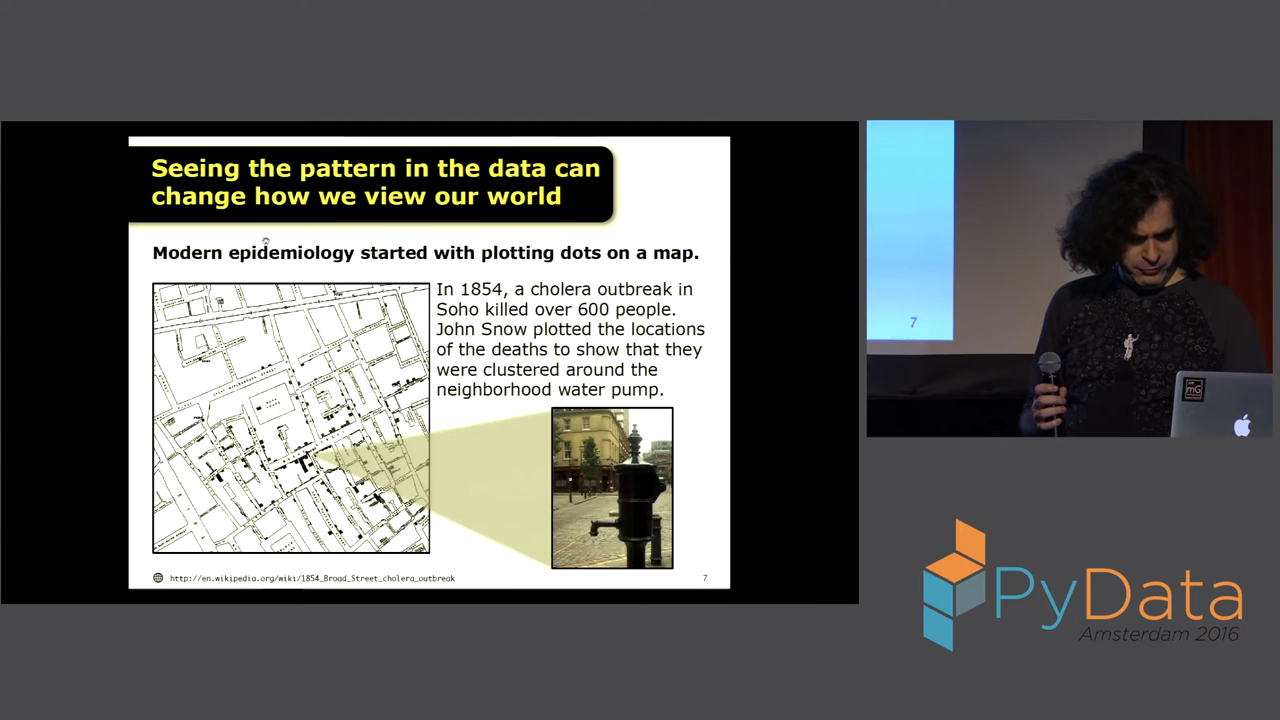 Seeing the pattern in the data can
change how we view our world
Modern epidemiology started with plotting dots on a map.
In 1854, a cholera outbreak in
Soho killed over 600 people.
John Snow plotted the locations
of the deaths to show that they
were clustered around the
neighborhood water pump.
http://en.wikipedia.org/wiki/1854_Broad_Street_cholera_outbreak
7
7
mG
PyData
Amsterdam 2016